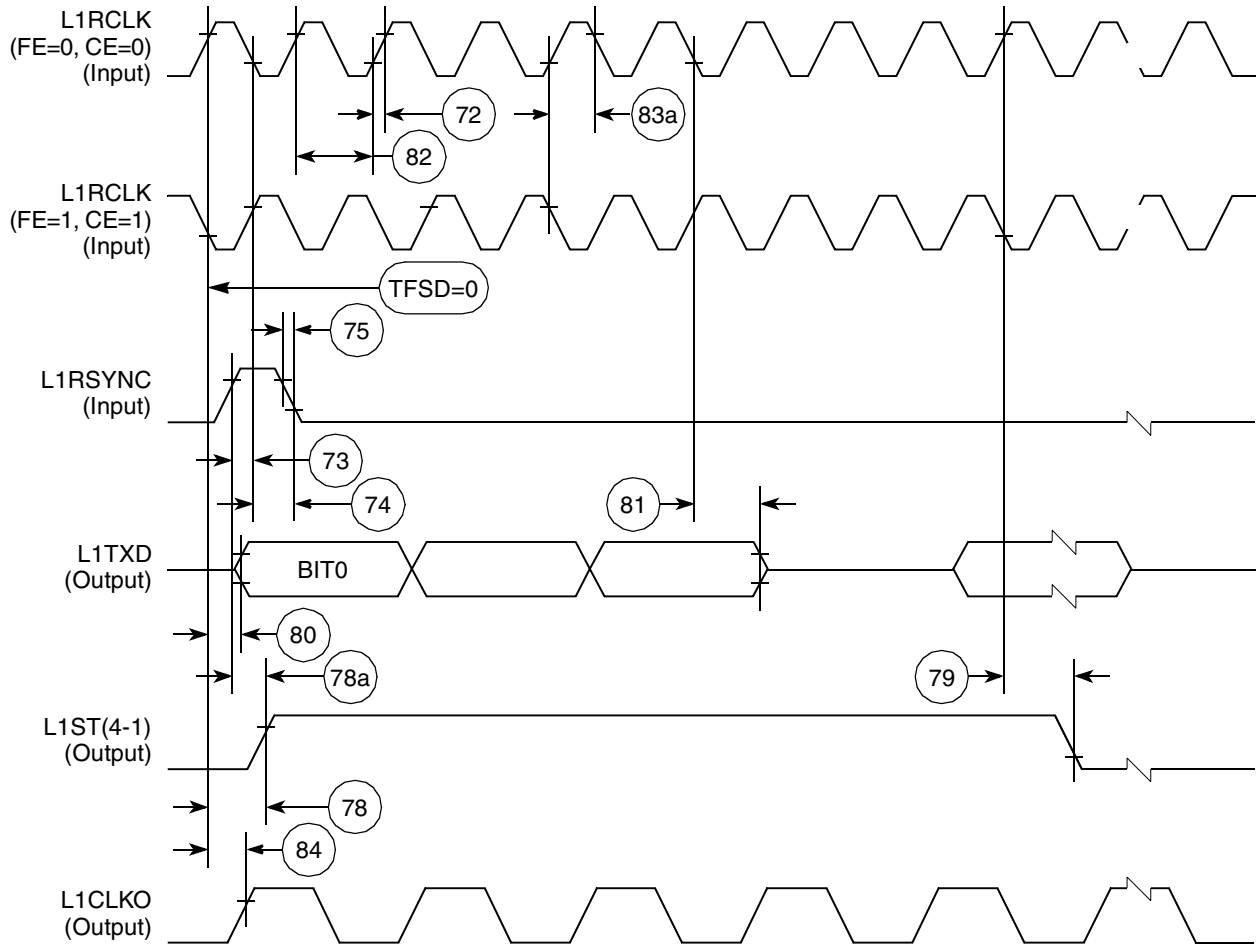 L1RCLK
(FE=0, CE=0)
(Input)
72
83a
82
L1RCLK
(FE=1, CE=1)
(Input)
TFSD=0
75
L1RSYNC
(Input)
73
74
81
L1TXD
(Output)
BIT0
80
78a
79
L1ST(4-1)
(Output)
78
84
L1CLKO
(Output)